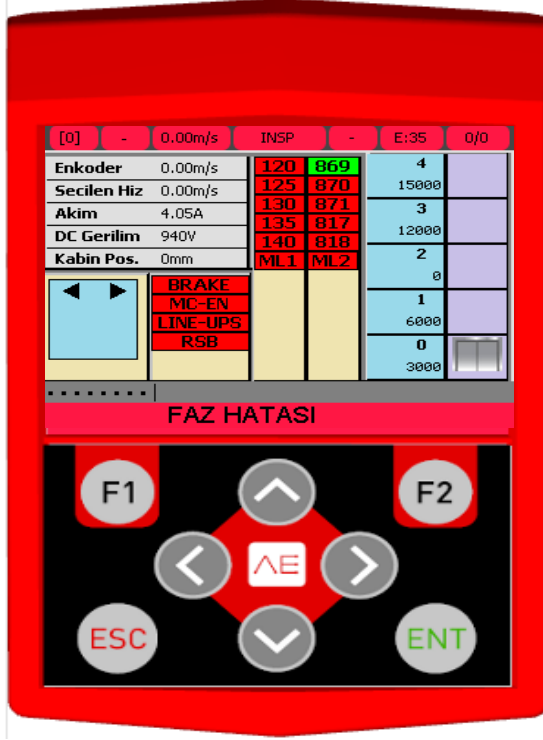 [0] - 0.00m/s INSP - E:35 0/0
Enkoder 0.00m/s
Secilen Hiz 0.00m/s
Akim 4.05A
DC Gerilim 940V
Kabin Pos. 0mm
120 869
125 870
130 871
135 817
140 818
ML1 ML2
4
15000
3
12000
2
0
1
6000
0
3000
BRAKE
MC-EN
LINE-UPS
RSB
FAZ HATASI
F1
F2
ESC
ENT